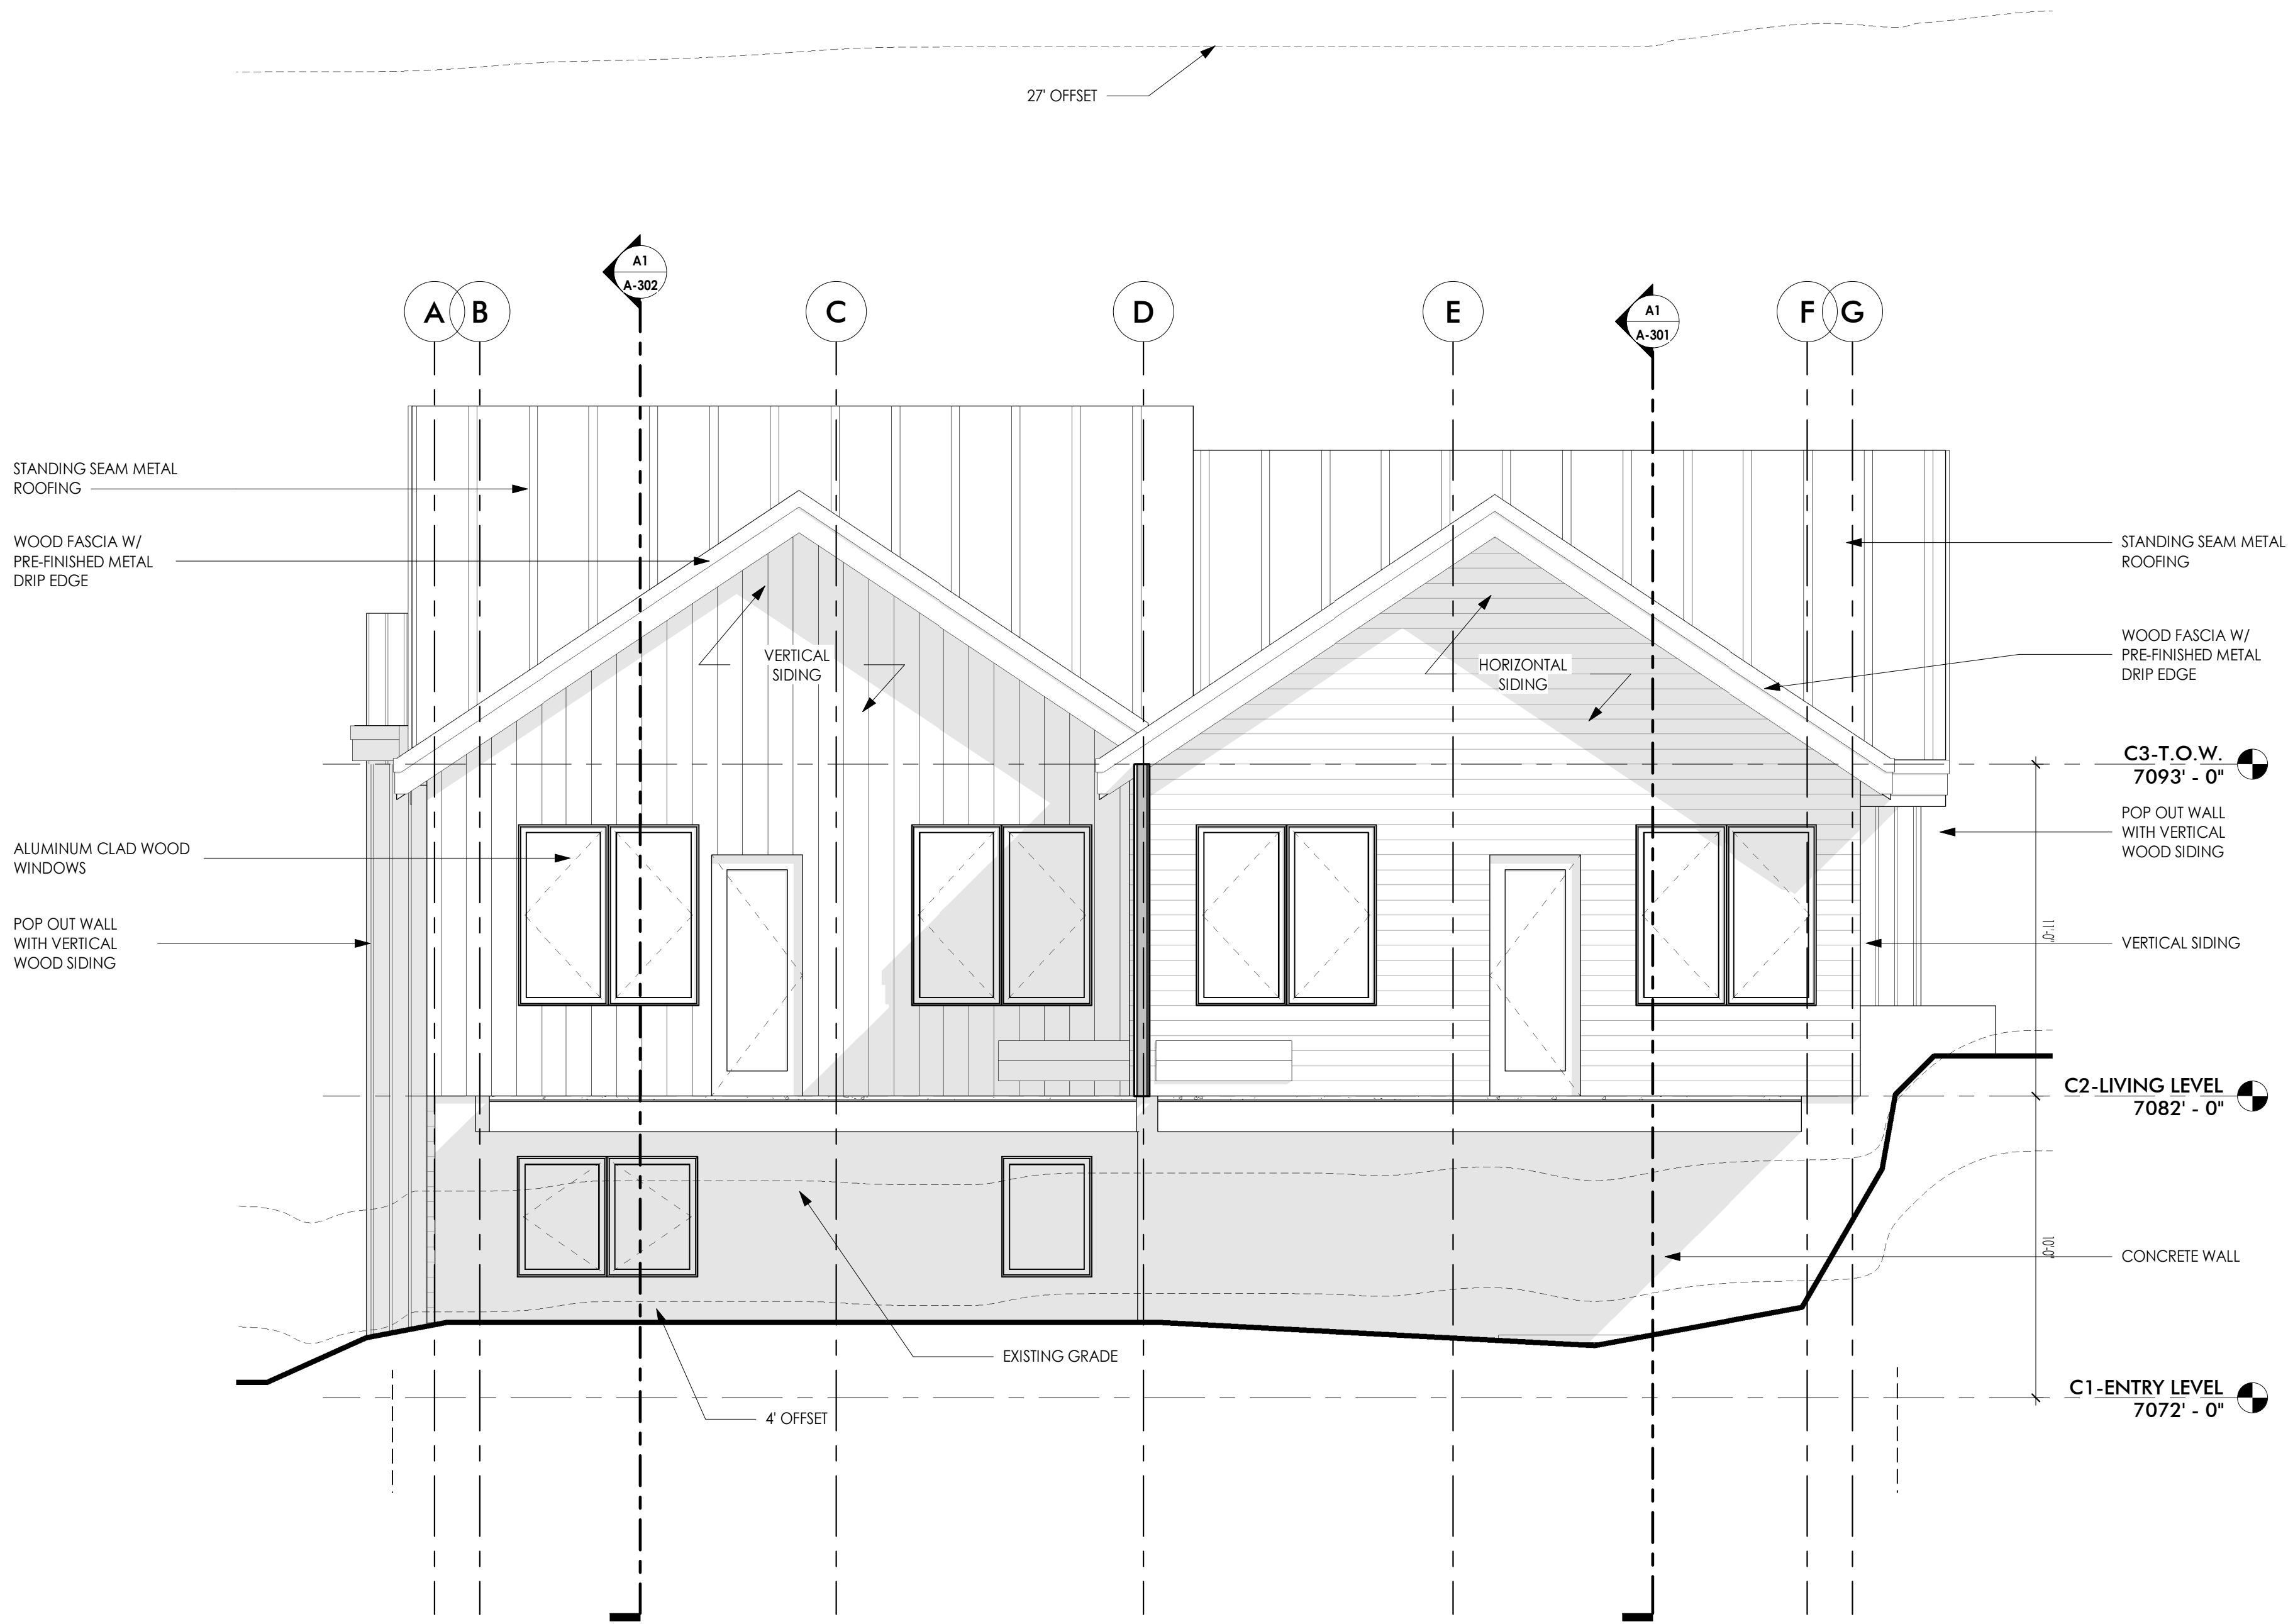 27' OFFSET
A1
A-302
A
B
C
D
E
A1
A-301
F
G
STANDING SEAM METAL
ROOFING
WOOD FASCIA W/
PRE-FINISHED METAL
DRIP EDGE
ALUMINUM CLAD WOOD
WINDOWS
POP OUT WALL
WITH VERTICAL
WOOD SIDING
VERTICAL
SIDING
HORIZONTAL
SIDING
STANDING SEAM METAL
ROOFING
WOOD FASCIA W/
PRE-FINISHED METAL
DRIP EDGE
C3-T.O.W.
7093' - 0"
POP OUT WALL
WITH VERTICAL
WOOD SIDING
11'-0"
VERTICAL SIDING
C2-LIVING LEVEL
7082' - 0"
10'-0"
CONCRETE WALL
EXISTING GRADE
4' OFFSET
C1-ENTRY LEVEL
7072' - 0"